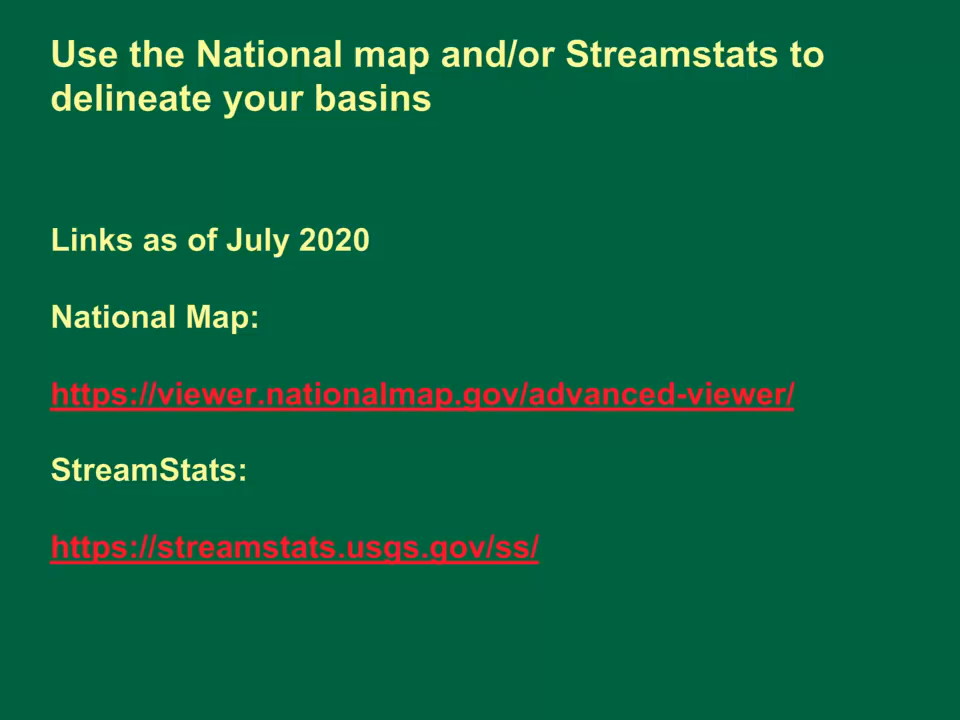 Use the National map and/or Streamstats to
delineate your basins
Links as of July 2020
National Map:
https://viewer.nationalmap.gov/advanced-viewer/
StreamStats:
https://streamstats.usgs.gov/ss/